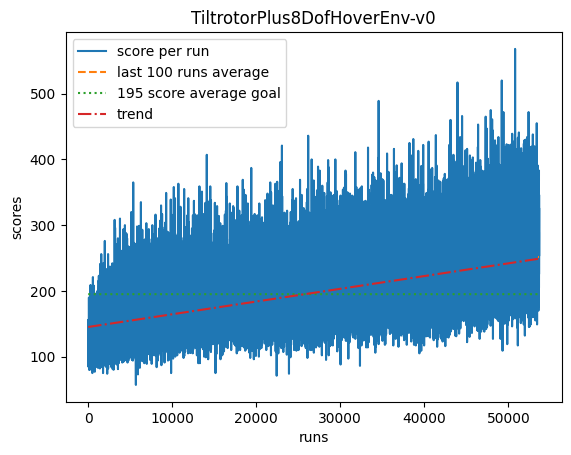 TiltrotorPlus8DofHoverEnv-v0
score per run
last 100 runs average
195 score average goal
trend
scores
500
400
300
200
100
0 10000 20000 30000 40000 50000
runs